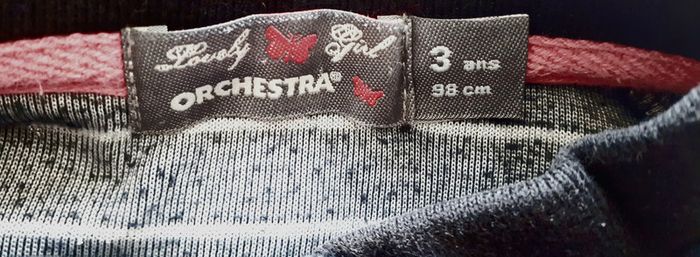 Lovely Girl
ORCHESTRA®
3 ans
98 cm